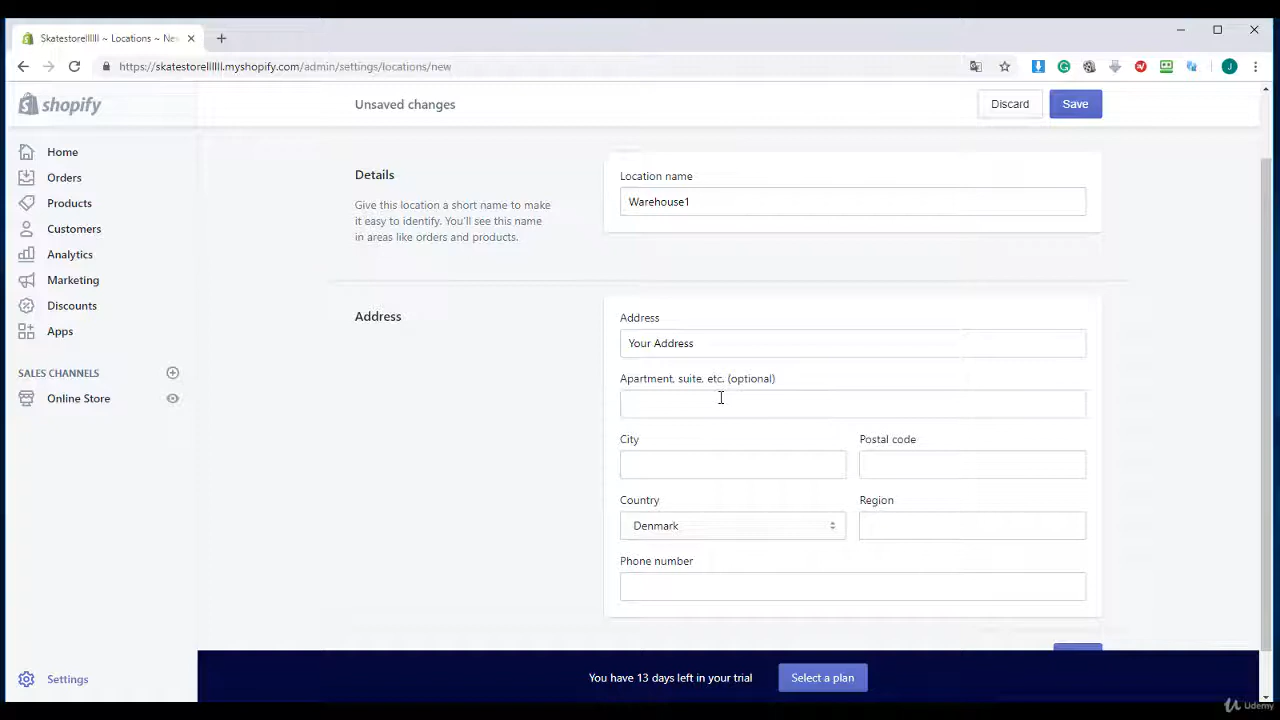 Skatestorellllll ~ Locations ~ Ne
https://skatestorellllll.myshopify.com/admin/settings/locations/new
J
shopify
Unsaved changes
Discard
Save
Home
Orders
Products
Customers
Analytics
Marketing
Discounts
Apps
SALES CHANNELS
Online Store
Settings
Details
Give this location a short name to make
it easy to identify. You'll see this name
in areas like orders and products.
Location name
Warehouse1
Address
Address
Your Address
Apartment, suite, etc. (optional)
City
Postal code
Country
Region
Denmark
Phone number
You have 13 days left in your trial
Select a plan
Udemy